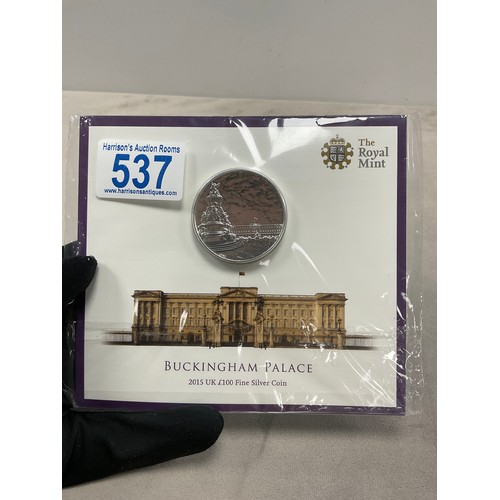 Harrison's Auction Rooms
537
www.harrisonsantiques.com
The
Royal
Mint
BUCKINGHAM PALACE
2015 UK £100 Fine Silver Coin